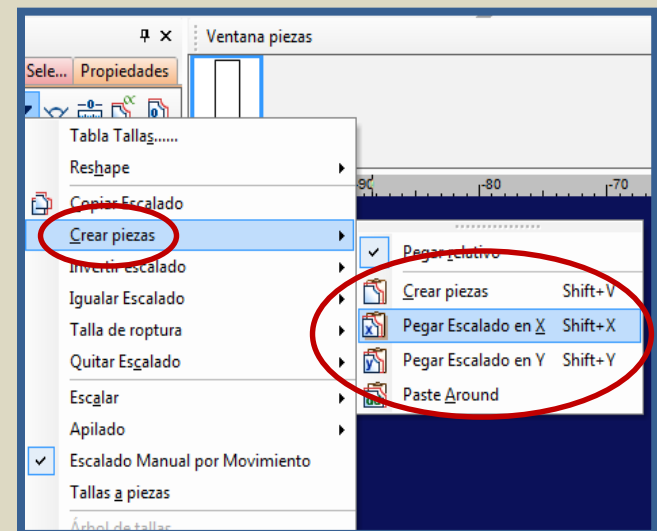 Ventana piezas
Sele... Propiedades
Tabla Tallas......
Reshape
-90 -80 -70
Copiar Escalado
Crear piezas
Pegar relativo
Invertir escalado
Crear piezas Shift+V
Igualar Escalado
Talla de roptura
Pegar Escalado en X Shift+X
Quitar Escalado
Pegar Escalado en Y Shift+Y
Escalar
Paste Around
Apilado
Escalado Manual por Movimiento
Tallas a piezas
Árbol de tallas